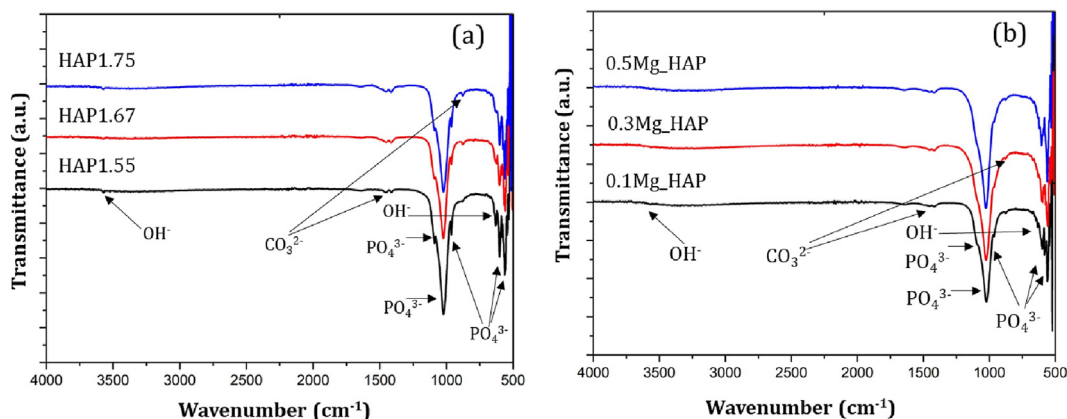 (a)
HAP1.75
HAP1.67
HAP1.55
OH-
CO₃²⁻
OH-
PO₄³⁻
PO₄³⁻
PO₄³⁻
Transmittance (a.u.)
4000 3500 3000 2500 2000 1500 1000 500
Wavenumber (cm⁻¹)
(b)
0.5Mg_HAP
0.3Mg_HAP
0.1Mg_HAP
OH-
CO₃²⁻
OH-
PO₄³⁻
PO₄³⁻
PO₄³⁻
Transmittance (a.u.)
4000 3500 3000 2500 2000 1500 1000 500
Wavenumber (cm⁻¹)